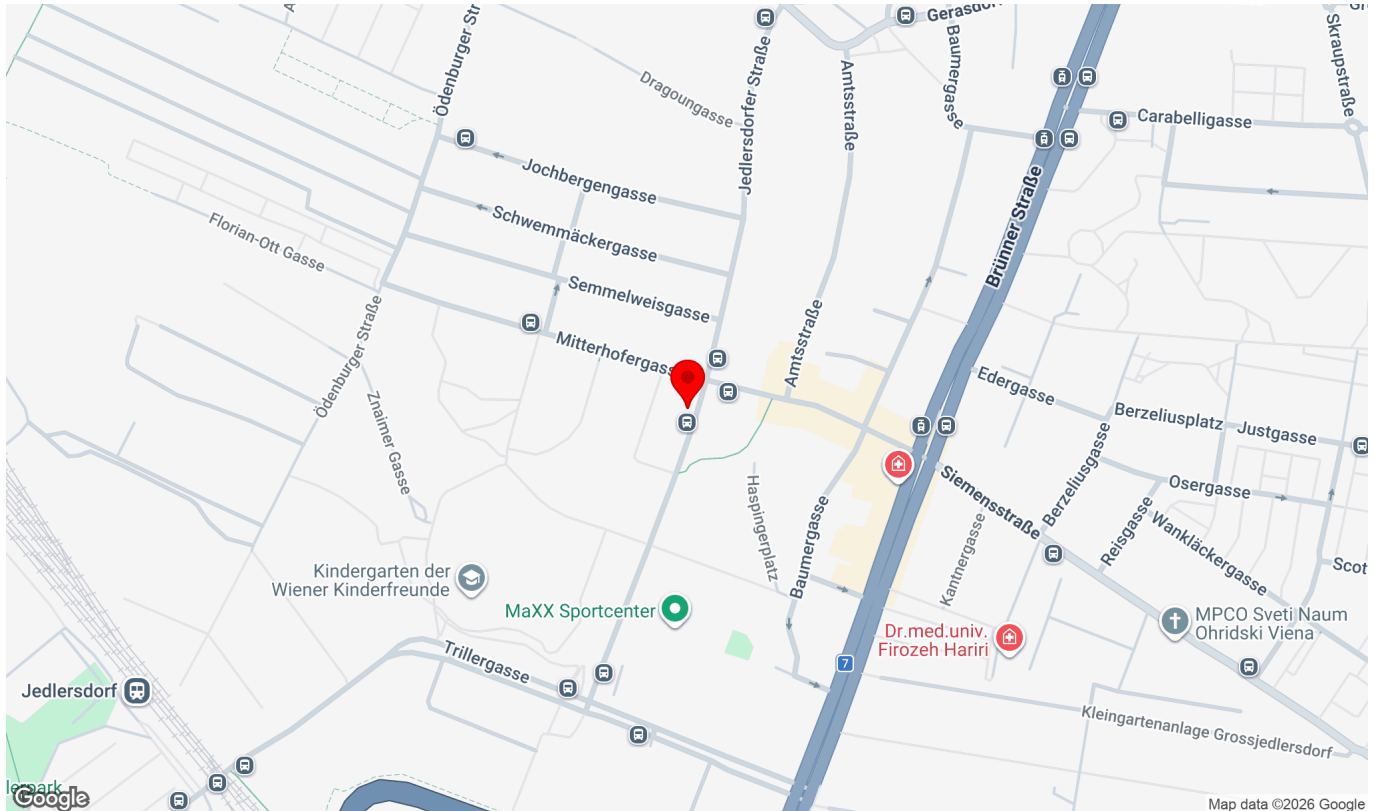 Ödenburger Str
Gerasdor
Skraupstraße
Dragoungasse
Jedlersdorfer Straße
Amtsstraße
Baumergasse
Carabelligasse
Jochbergengasse
Schwemmäckergasse
Brünner Straße
Florian-Ott Gasse
Semmelweisgasse
Ödenburger Straße
Mitterhofergass
Amtsstraße
Edergasse
Berzeliusplatz
Justgasse
Znaimer Gasse
Berzeliusgasse
Osergasse
Siemensstraße
Haspingerplatz
Baumergasse
Reisgasse
Wankläckergasse
Kantnergasse
Scot
Kindergarten der
Wiener Kinderfreunde
MaXX Sportcenter
MPCO Sveti Naum
Ohridski Viena
Dr.med.univ.
Firozeh Hariri
Trillergasse
7
Jedlersdorf
Kleingartenanlage Grossjedlersdorf
lerpark
Google
Map data ©2026 Google